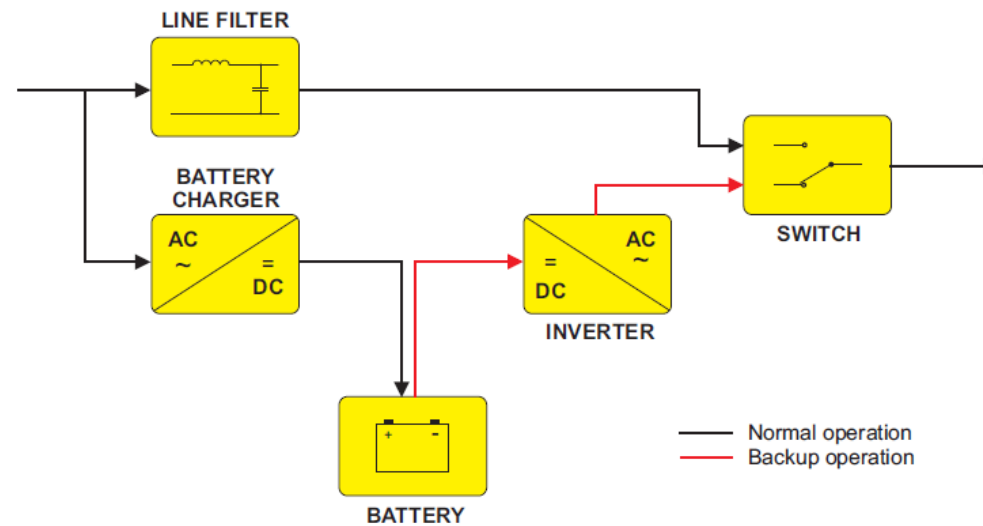 LINE FILTER
BATTERY
CHARGER
AC
~
=
DC
AC
~
=
DC
INVERTER
SWITCH
+ -
BATTERY
Normal operation
Backup operation